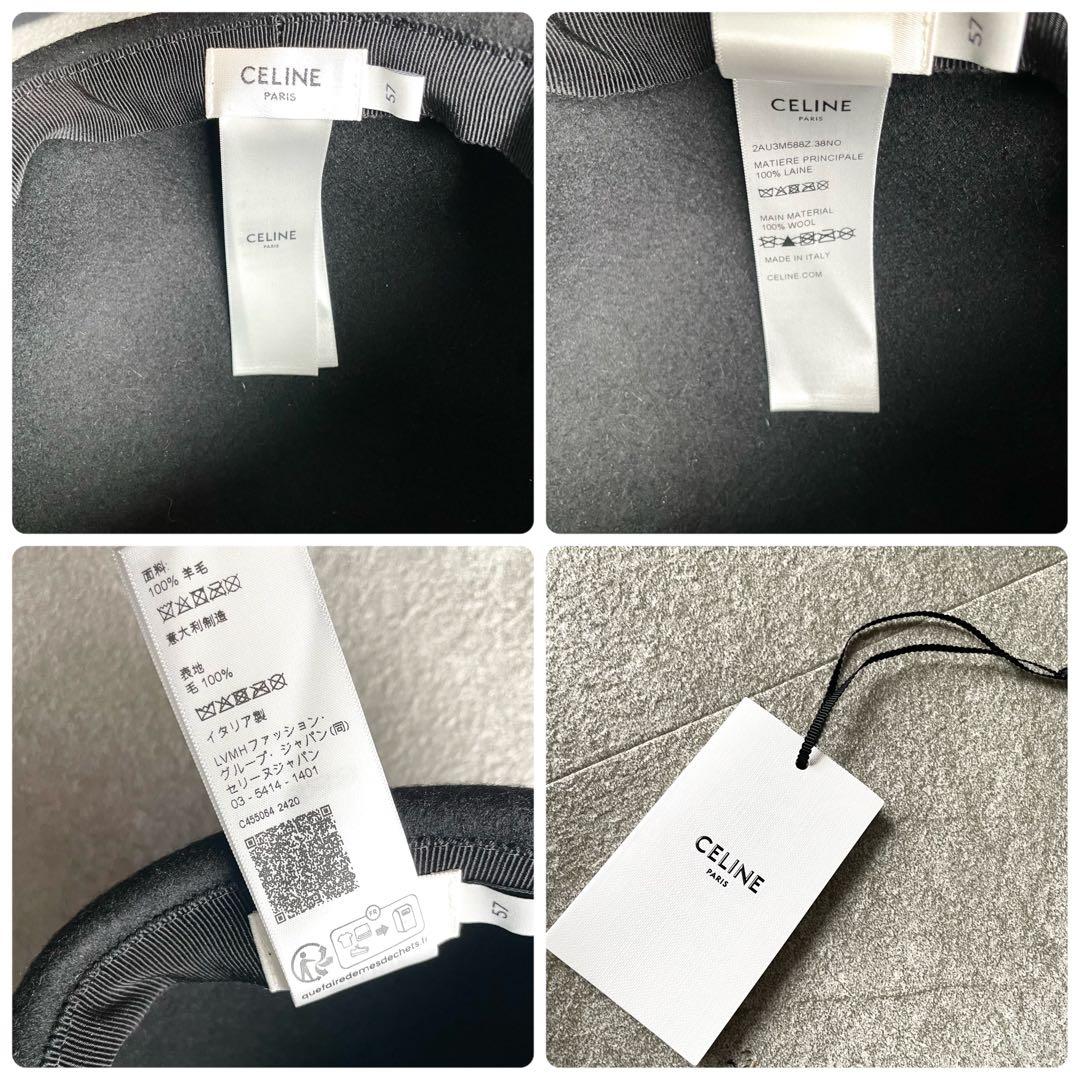 CELINE
PARIS
57
CELINE
PARIS
57
CELINE
PARIS
2AU3M588Z.38NO
MATIERE PRINCIPALE
100% LAINE
MAIN MATERIAL
100% WOOL
MADE IN ITALY
CELINE.COM
面料:
100% 羊毛
意大利制造
表地
毛 100%
イタリア製
LVMHファッション・
グループ・ジャパン(同)
セリーヌジャパン
03 - 5414 - 1401
C455064 2420
FR
quefairedemesdechets.fr
57
CELINE
PARIS